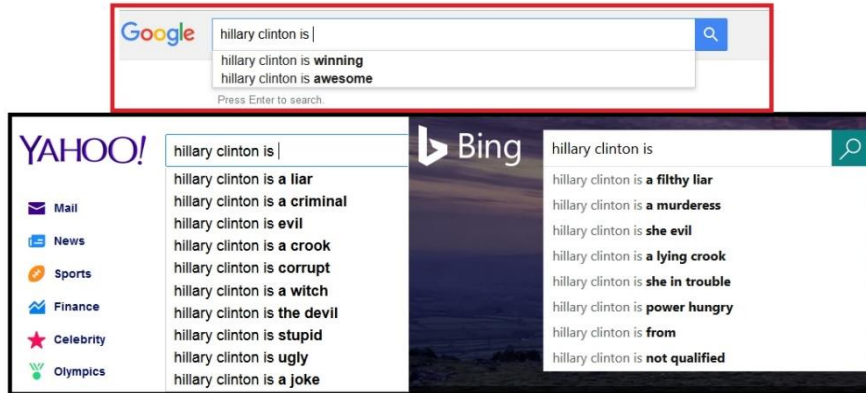 Google
hillary clinton is
hillary clinton is winning
hillary clinton is awesome
Press Enter to search.
YAHOO!
hillary clinton is
hillary clinton is a liar
hillary clinton is a criminal
hillary clinton is evil
hillary clinton is a crook
hillary clinton is corrupt
hillary clinton is a witch
hillary clinton is the devil
hillary clinton is stupid
hillary clinton is ugly
hillary clinton is a joke
Mail
News
Sports
Finance
Celebrity
Olympics
Bing
hillary clinton is
hillary clinton is a filthy liar
hillary clinton is a murderess
hillary clinton is she evil
hillary clinton is a lying crook
hillary clinton is she in trouble
hillary clinton is power hungry
hillary clinton is from
hillary clinton is not qualified